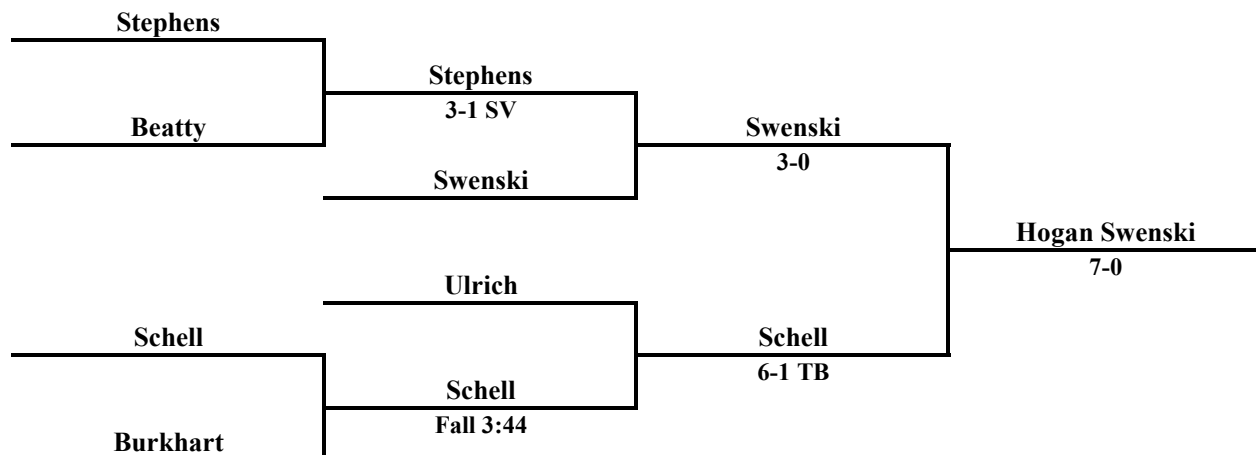 Stephens
Stephens
3-1 SV
Beatty
Swenski
3-0
Swenski
Hogan Swenski
7-0
Ulrich
Schell
Schell
6-1 TB
Schell
Fall 3:44
Burkhart